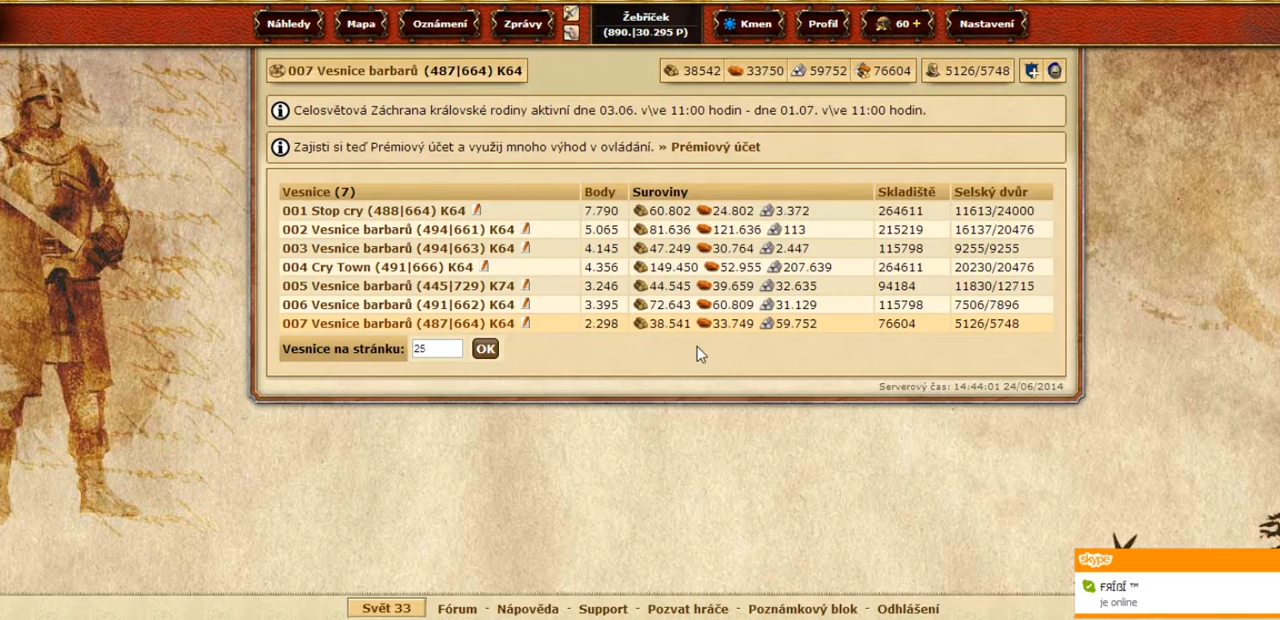 Náhledy Mapa Oznámení Zprávy Žebříček Kmen Profil 60 + Nastavení
(890.|30.295 P)
007 Vesnice barbarů (487|664) K64 38542 33750 59752 76604 5126/5748
Celosvětová Záchrana královské rodiny aktivní dne 03.06. v\ve 11:00 hodin - dne 01.07. v\ve 11:00 hodin.
Zajisti si teď Prémiový účet a využij mnoho výhod v ovládání. » Prémiový účet
Vesnice (7) Body Suroviny Skladiště Selský dvůr
001 Stop cry (488|664) K64 7.790 60.802 24.802 3.372 264611 11613/24000
002 Vesnice barbarů (494|661) K64 5.065 81.636 121.636 113 215219 16137/20476
003 Vesnice barbarů (494|663) K64 4.145 47.249 30.764 2.447 115798 9255/9255
004 Cry Town (491|666) K64 4.356 149.450 52.955 207.639 264611 20230/20476
005 Vesnice barbarů (445|729) K74 3.246 44.545 39.659 32.635 94184 11830/12715
006 Vesnice barbarů (491|662) K64 3.395 72.643 60.809 31.129 115798 7506/7896
007 Vesnice barbarů (487|664) K64 2.298 38.541 33.749 59.752 76604 5126/5748
Vesnice na stránku: 25 OK
Serverový čas: 14:44:01 24/06/2014
skype
je online
Svět 33 Fórum - Nápověda - Support - Pozvat hráče - Poznámkový blok - Odhlášení